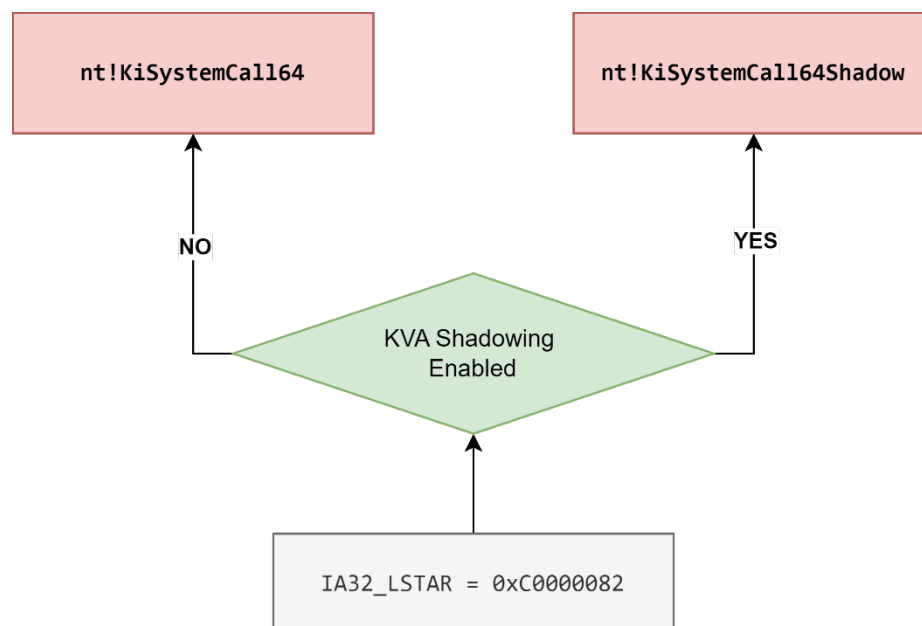 nt!KiSystemCall64
nt!KiSystemCall64Shadow
NO
YES
KVA Shadowing
Enabled
IA32_LSTAR = 0xC0000082